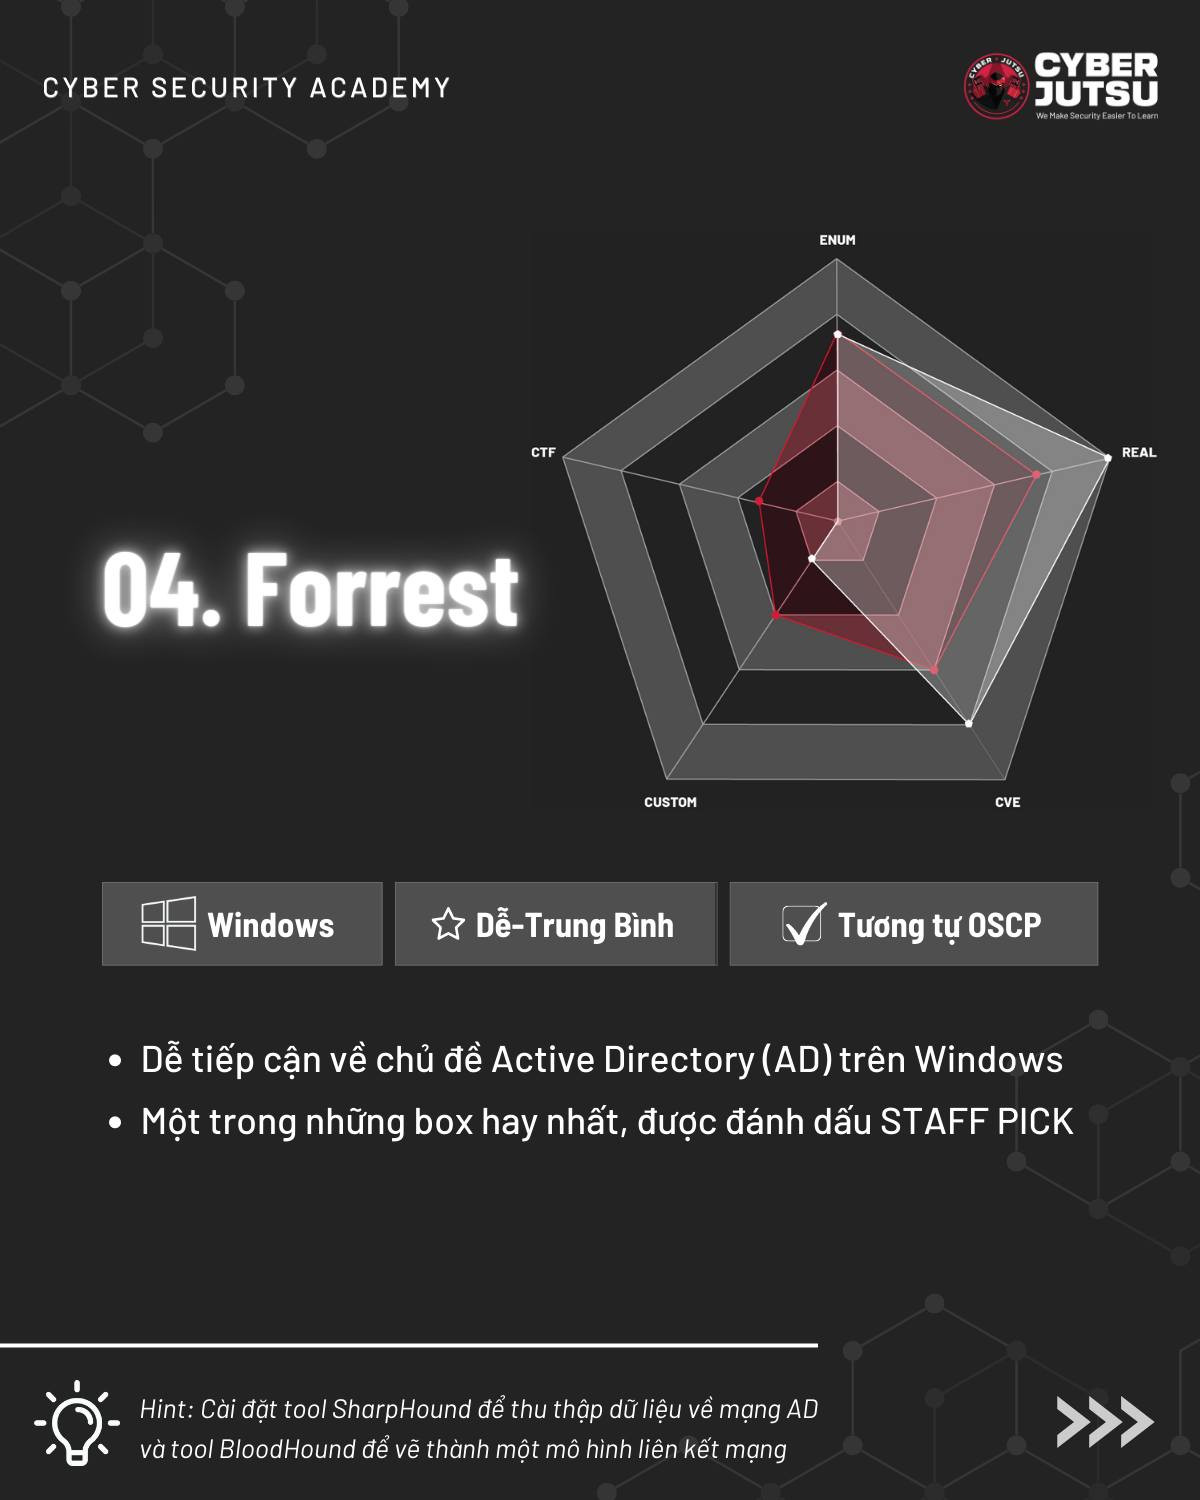 CYBER SECURITY ACADEMY
CYBER JUTSU
CYBER
JUTSU
We Make Security Easier To Learn
ENUM
CTF
REAL
04. Forrest
CUSTOM
CVE
Windows
Dễ-Trung Bình
Tương tự OSCP
• Dễ tiếp cận về chủ đề Active Directory (AD) trên Windows
• Một trong những box hay nhất, được đánh dấu STAFF PICK
Hint: Cài đặt tool SharpHound để thu thập dữ liệu về mạng AD
và tool BloodHound để vẽ thành một mô hình liên kết mạng